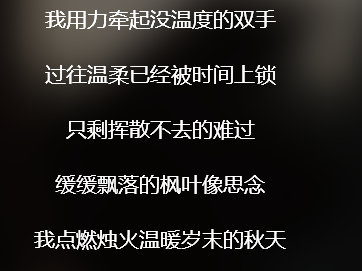 我用力牵起没温度的双手
过往温柔已经被时间上锁
只剩挥散不去的难过
缓缓飘落的枫叶像思念
我点燃烛火温暖岁末的秋天